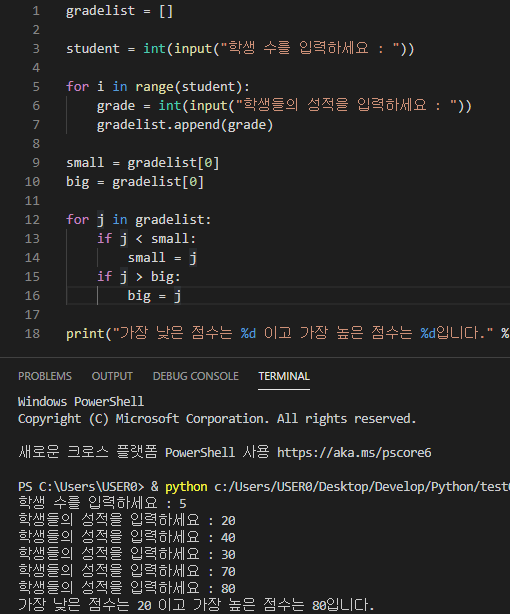 1 gradelist = []
2
3 student = int(input("학생 수를 입력하세요 : "))
4
5 for i in range(student):
6     grade = int(input("학생들의 성적을 입력하세요 : "))
7     gradelist.append(grade)
8
9 small = gradelist[0]
10 big = gradelist[0]
11
12 for j in gradelist:
13     if j < small:
14         small = j
15     if j > big:
16         big = j
17
18 print("가장 낮은 점수는 %d 이고 가장 높은 점수는 %d입니다." %
PROBLEMS OUTPUT DEBUG CONSOLE TERMINAL
Windows PowerShell
Copyright (C) Microsoft Corporation. All rights reserved.
새로운 크로스 플랫폼 PowerShell 사용 https://aka.ms/pscore6
PS C:\Users\USER0> & python c:/Users/USER0/Desktop/Develop/Python/test
학생 수를 입력하세요 : 5
학생들의 성적을 입력하세요 : 20
학생들의 성적을 입력하세요 : 40
학생들의 성적을 입력하세요 : 30
학생들의 성적을 입력하세요 : 70
학생들의 성적을 입력하세요 : 80
가장 낮은 점수는 20 이고 가장 높은 점수는 80입니다.